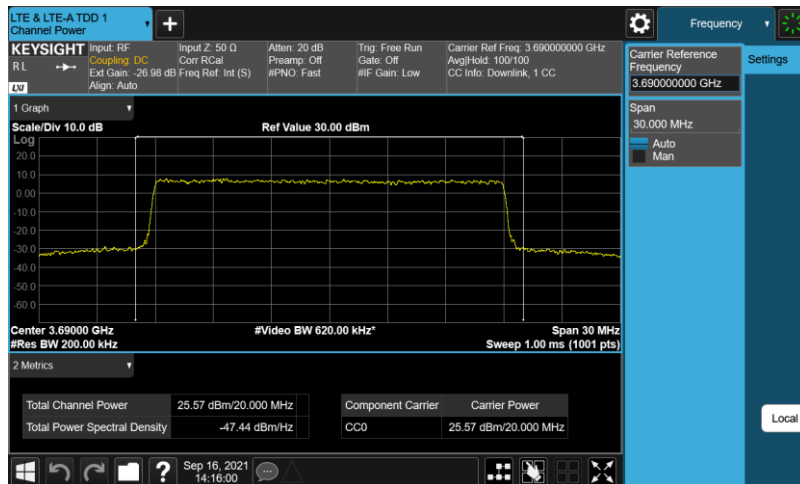 LTE & LTE-A TDD 1
Channel Power
Frequency
KEYSIGHT
R L
LXI
Input: RF
Coupling: DC
Ext Gain: -26.98 dB
Align: Auto
Input Z: 50 Ω
Corr RCal
Freq Ref: Int (S)
Atten: 20 dB
Preamp: Off
#PNO: Fast
Trig: Free Run
Gate: Off
#IF Gain: Low
Carrier Ref Freq: 3.690000000 GHz
Avg|Hold: 100/100
CC Info: Downlink, 1 CC
Carrier Reference
Frequency
3.690000000 GHz
Settings
Span
30.000 MHz
Auto
Man
1 Graph
Scale/Div 10.0 dB
Ref Value 30.00 dBm
Log
20.0
10.0
0.00
-10.0
-20.0
-30.0
-40.0
-50.0
-60.0
Center 3.69000 GHz
#Video BW 620.00 kHz*
Span 30 MHz
#Res BW 200.00 kHz
Sweep 1.00 ms (1001 pts)
2 Metrics
Total Channel Power 25.57 dBm/20.000 MHz
Total Power Spectral Density -47.44 dBm/Hz
Component Carrier Carrier Power
CC0 25.57 dBm/20.000 MHz
Local
?
Sep 16, 2021
14:16:00